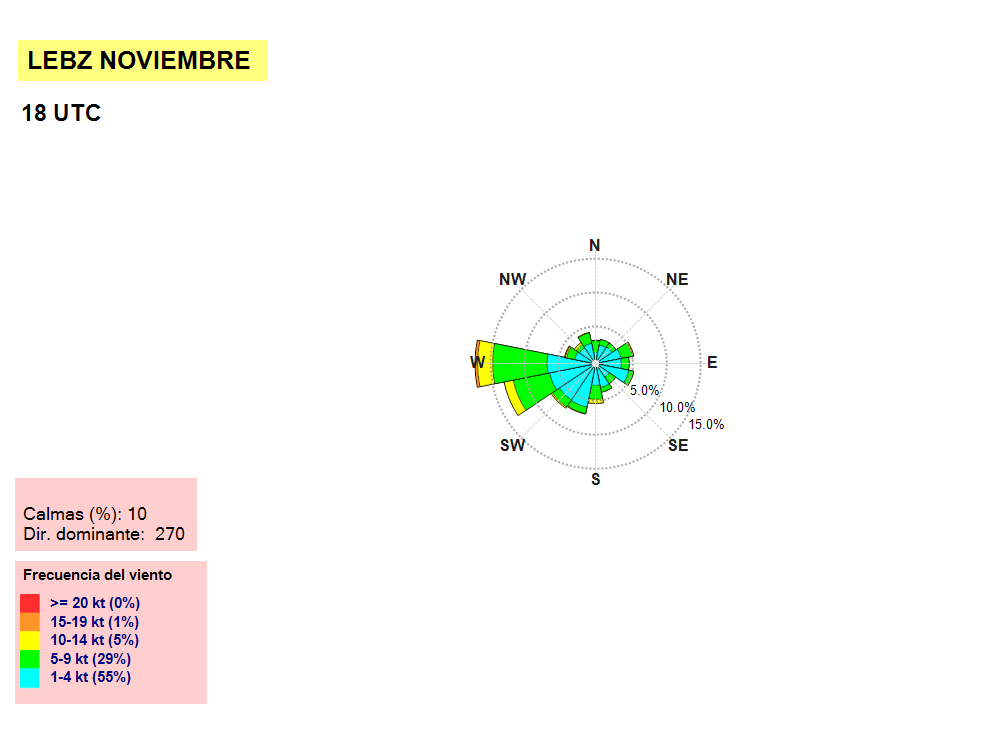 LEBZ NOVIEMBRE
18 UTC
N
NW
NE
W
E
5.0%
10.0%
15.0%
SW
SE
S
Calmas (%): 10
Dir. dominante: 270
Frecuencia del viento
>= 20 kt (0%)
15-19 kt (1%)
10-14 kt (5%)
5-9 kt (29%)
1-4 kt (55%)